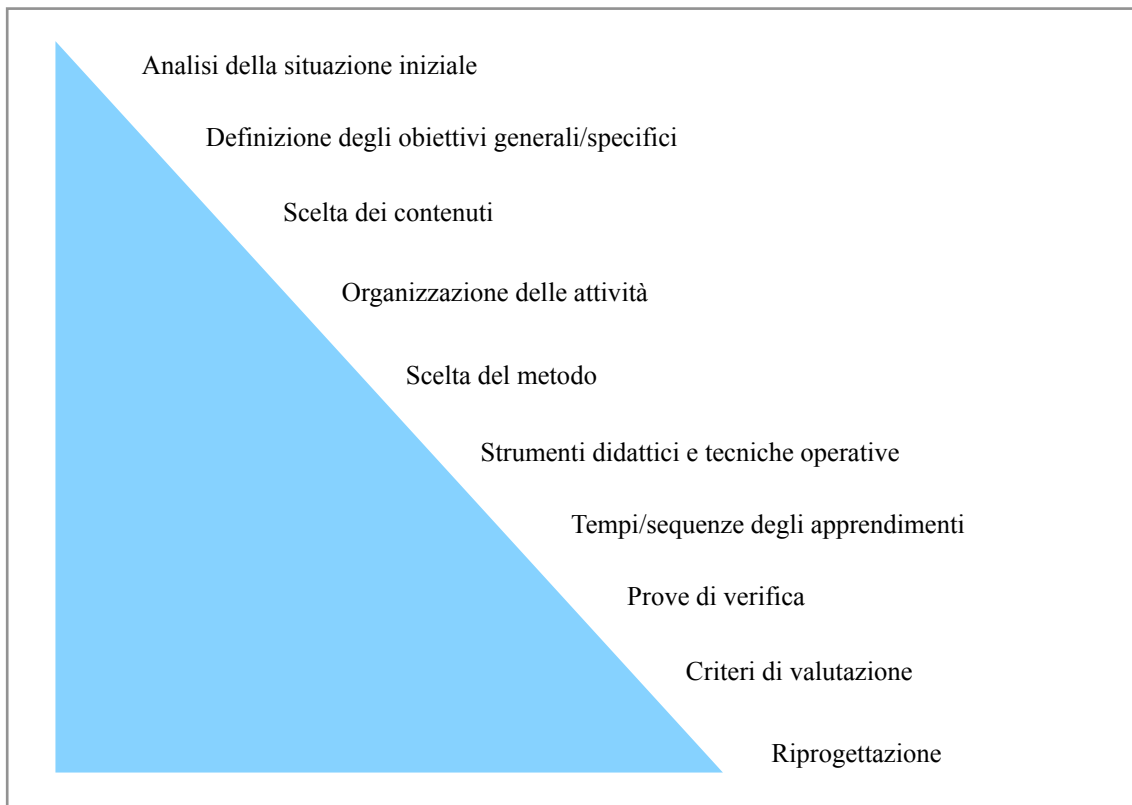 Analisi della situazione iniziale
Definizione degli obiettivi generali/specifici
Scelta dei contenuti
Organizzazione delle attività
Scelta del metodo
Strumenti didattici e tecniche operative
Tempi/sequenze degli apprendimenti
Prove di verifica
Criteri di valutazione
Riprogettazione